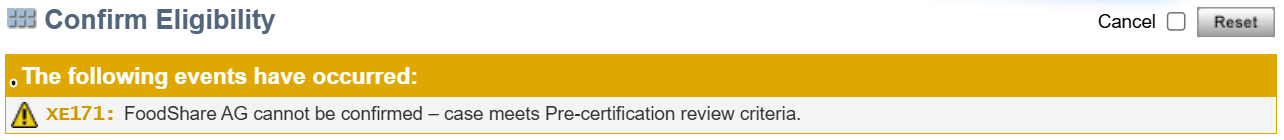 Confirm Eligibility
Cancel Reset
The following events have occurred:
XE171: FoodShare AG cannot be confirmed – case meets Pre-certification review criteria.